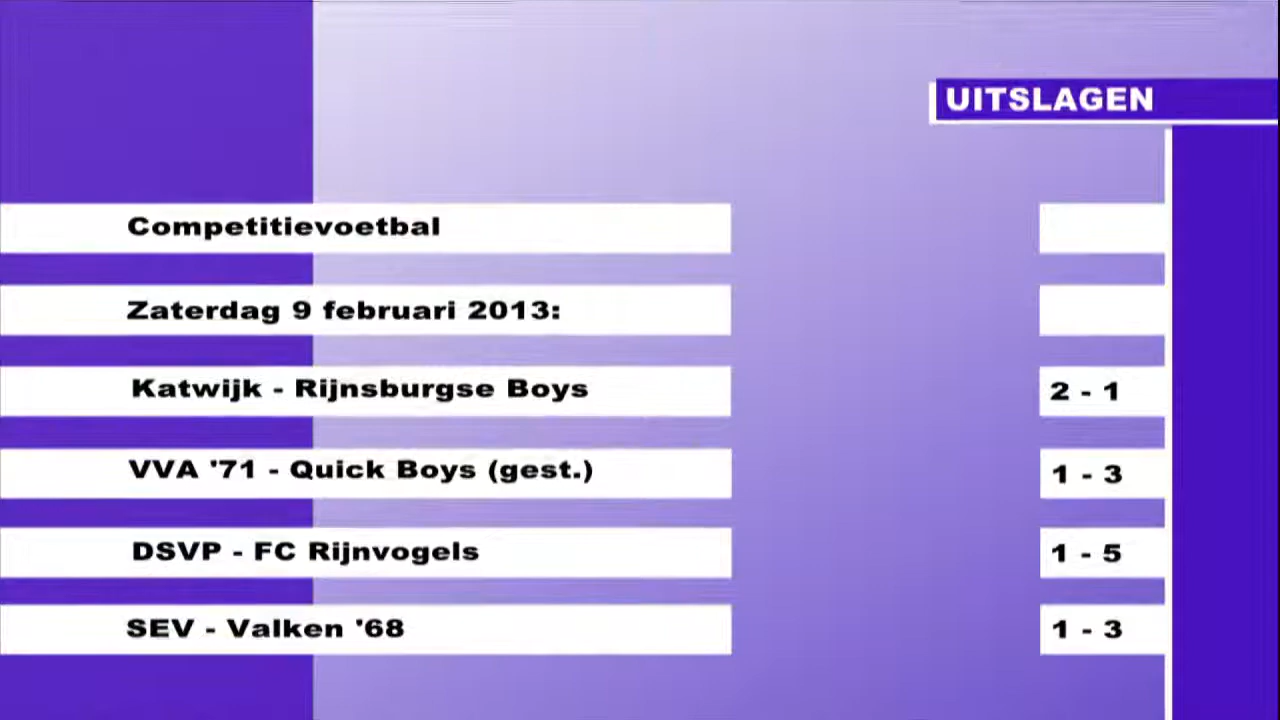 UITSLAGEN
Competitievoetbal
Zaterdag 9 februari 2013:
Katwijk - Rijnsburgse Boys 2 - 1
VVA '71 - Quick Boys (gest.) 1 - 3
DSVP - FC Rijnvogels 1 - 5
SEV - Valken '68 1 - 3